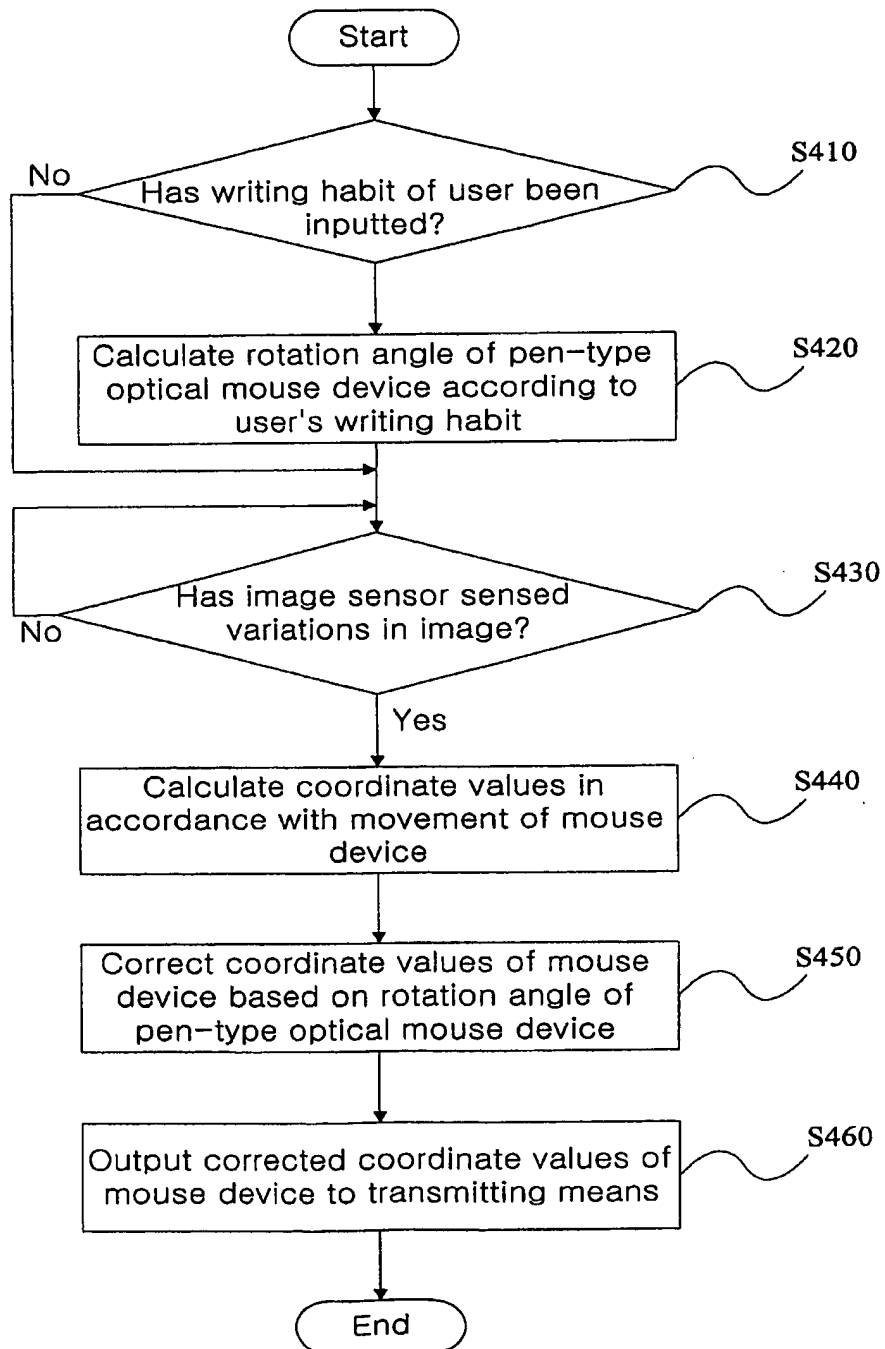 Start
S410
No
Has writing habit of user been
inputted?
Calculate rotation angle of pen-type
optical mouse device according to
user's writing habit
S420
Has image sensor sensed
variations in image?
S430
No
Yes
Calculate coordinate values in
accordance with movement of mouse
device
S440
Correct coordinate values of mouse
device based on rotation angle of
pen-type optical mouse device
S450
Output corrected coordinate values of
mouse device to transmitting means
S460
End